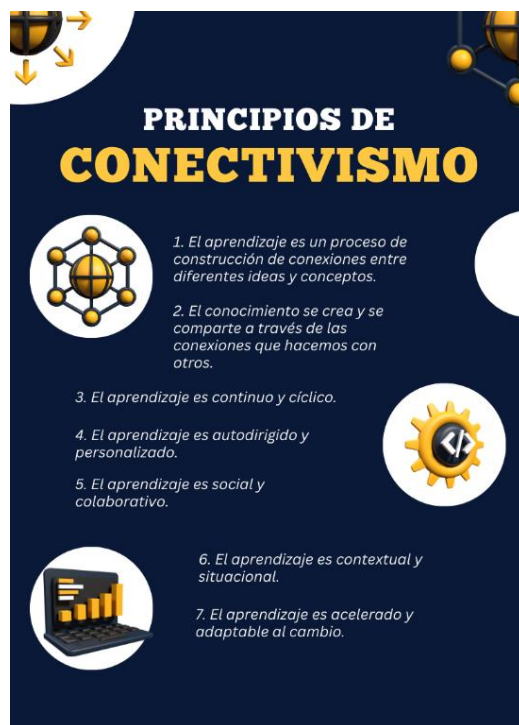 PRINCIPIOS DE
CONECTIVISMO
1. El aprendizaje es un proceso de
construcción de conexiones entre
diferentes ideas y conceptos.
2. El conocimiento se crea y se
comparte a través de las
conexiones que hacemos con
otros.
3. El aprendizaje es continuo y cíclico.
4. El aprendizaje es autodirigido y
personalizado.
5. El aprendizaje es social y
colaborativo.
6. El aprendizaje es contextual y
situacional.
7. El aprendizaje es acelerado y
adaptable al cambio.